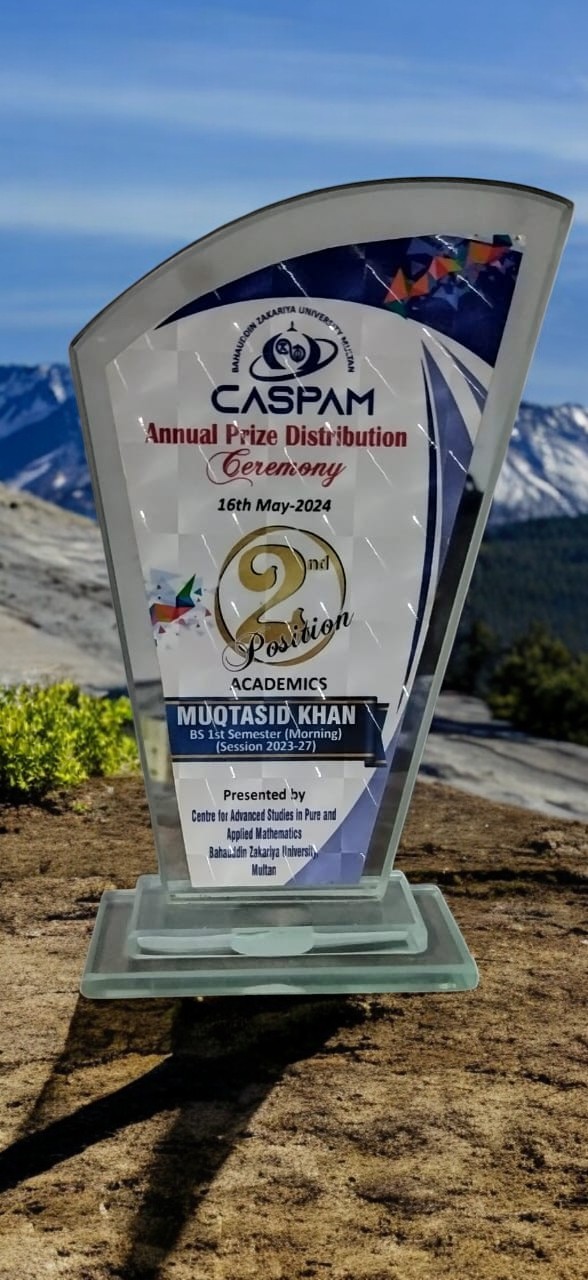 BAHAUDDIN ZAKARIYA UNIVERSITY MULTAN
CASPAM
Annual Prize Distribution
Ceremony
16th May-2024
2nd
Position
ACADEMICS
MUQTASID KHAN
BS 1st Semester (Morning)
(Session 2023-27)
Presented by
Centre for Advanced Studies in Pure and
Applied Mathematics
Bahauddin Zakariya University,
Multan